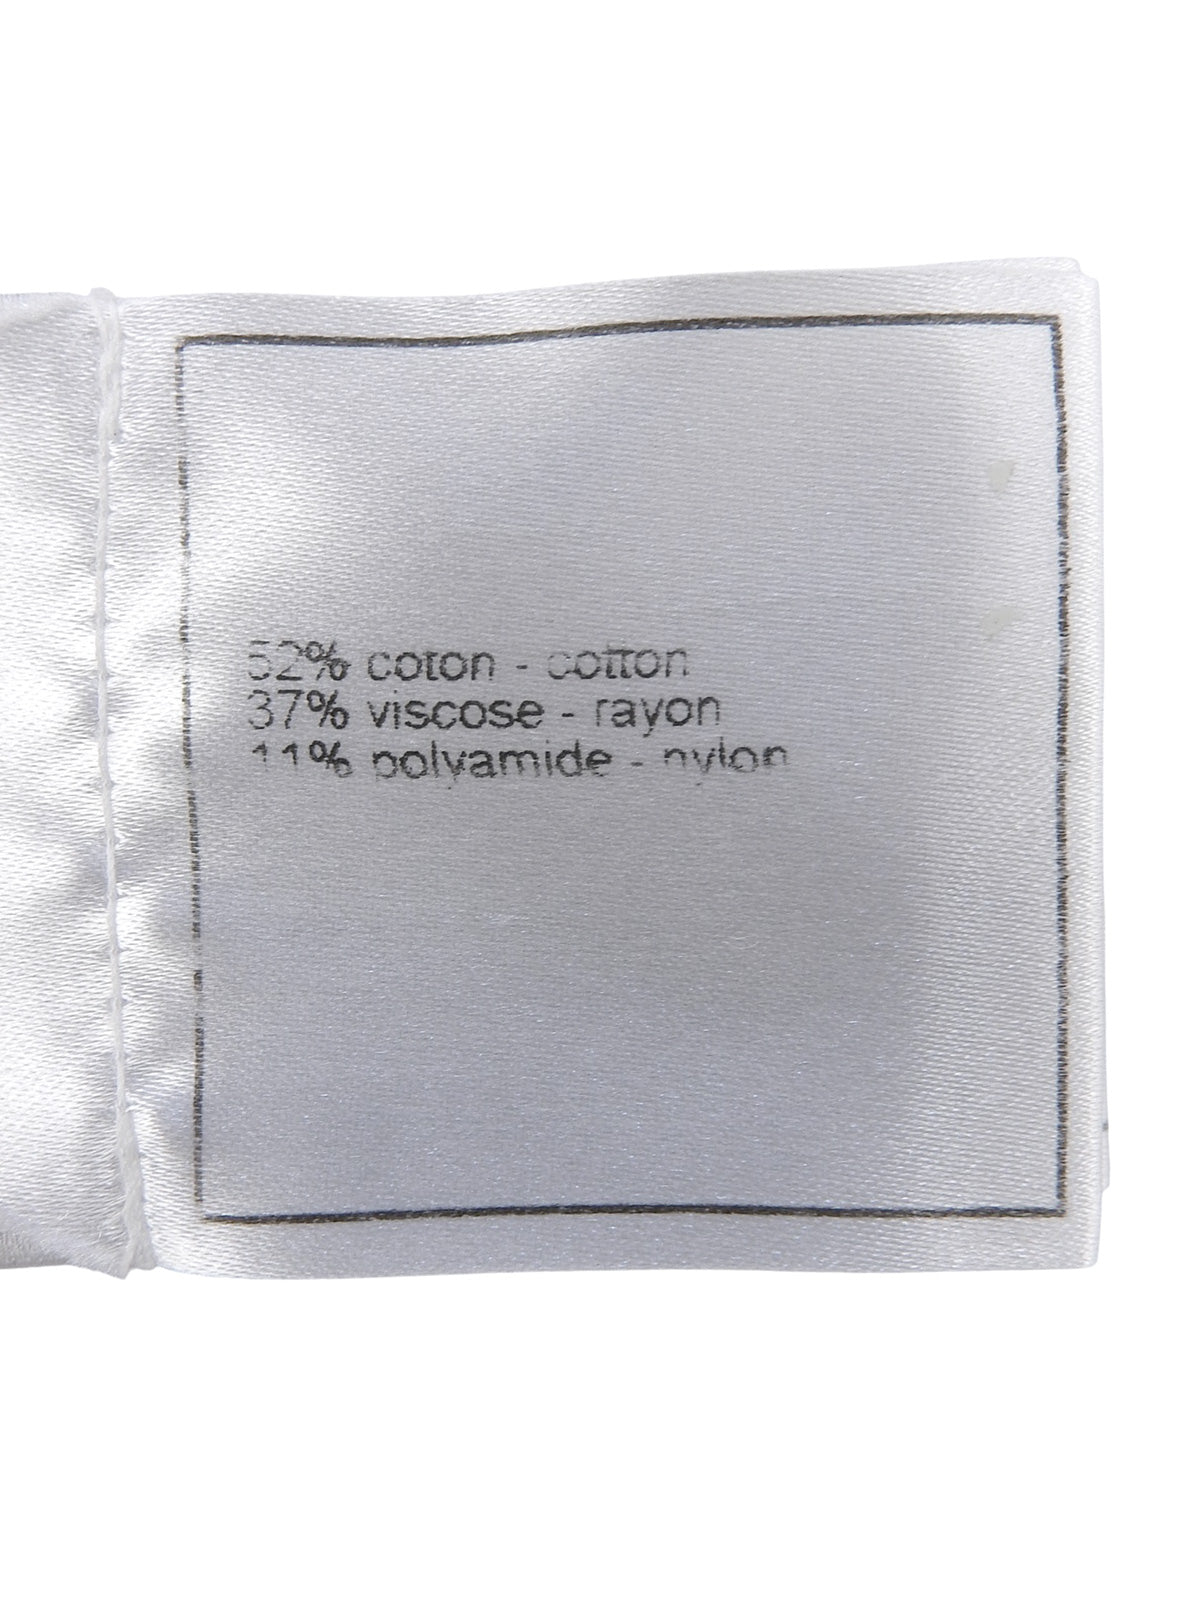 52% coton - cotton
37% viscose - rayon
11% polyamide - nylon